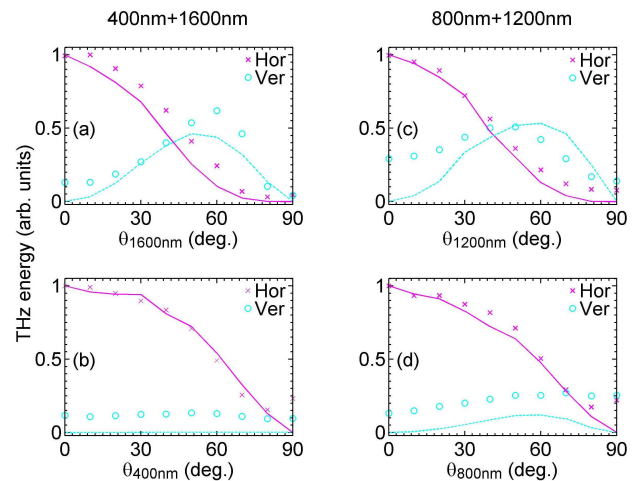 400nm+1600nm 800nm+1200nm
THz energy (arb. units)
1
0.5
0
Hor
Ver
(a)
0 30 60 90
θ1600nm (deg.)
1
0.5
0
Hor
Ver
(c)
0 30 60 90
θ1200nm (deg.)
1
0.5
0
Hor
Ver
(b)
0 30 60 90
θ400nm (deg.)
1
0.5
0
Hor
Ver
(d)
0 30 60 90
θ800nm (deg.)